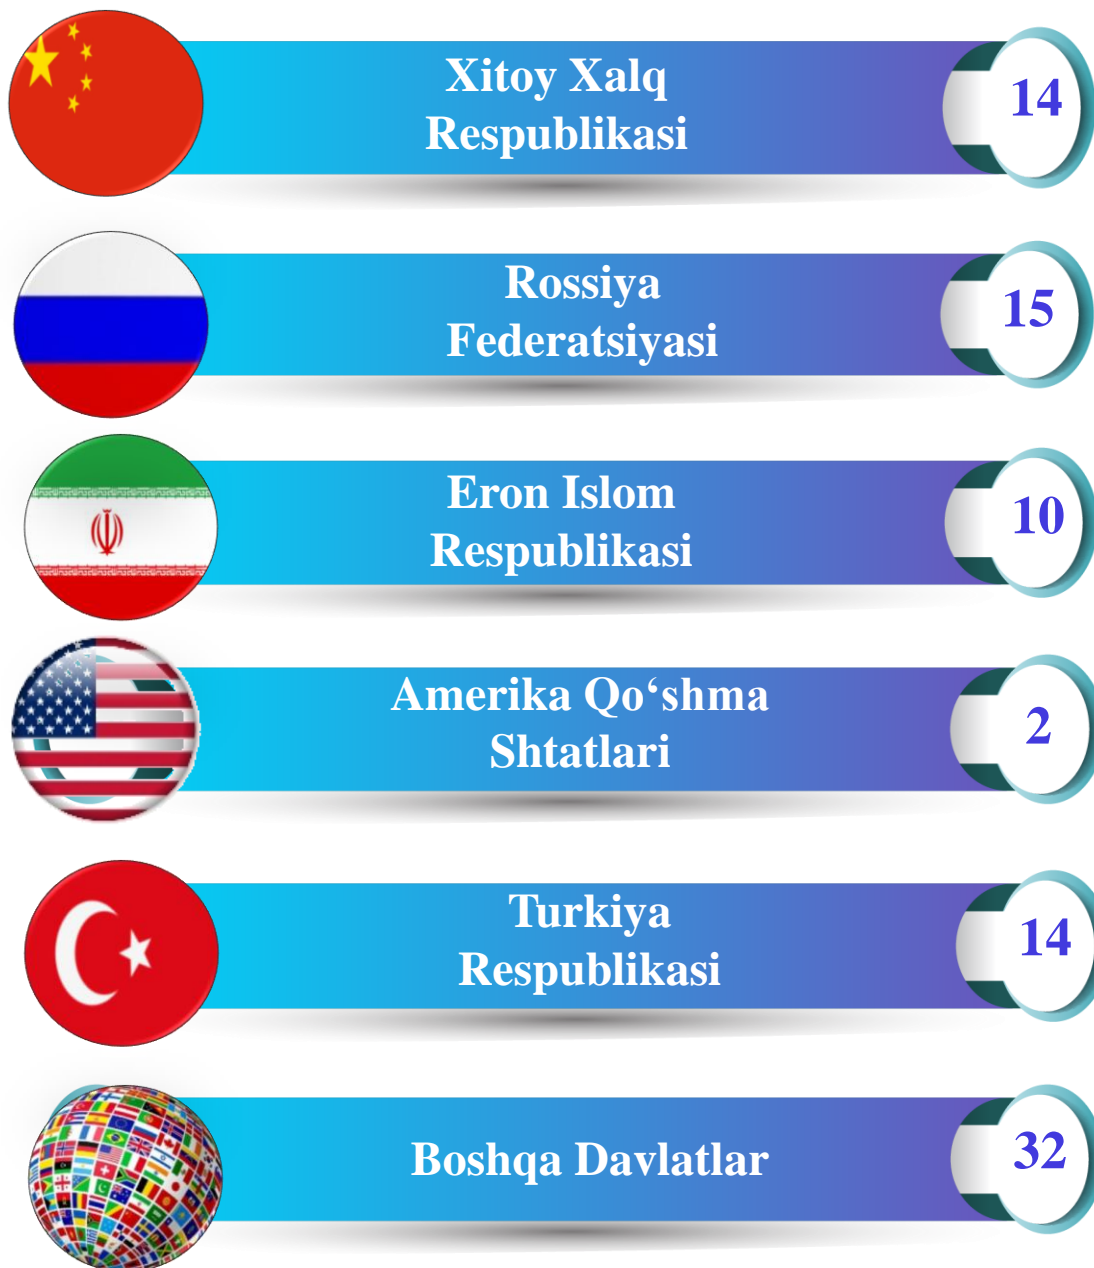 Xitoy Xalq
Respublikasi
14
Rossiya
Federatsiyasi
15
Eron Islom
Respublikasi
10
Amerika Qo‘shma
Shtatlari
2
Turkiya
Respublikasi
14
Boshqa Davlatlar
32